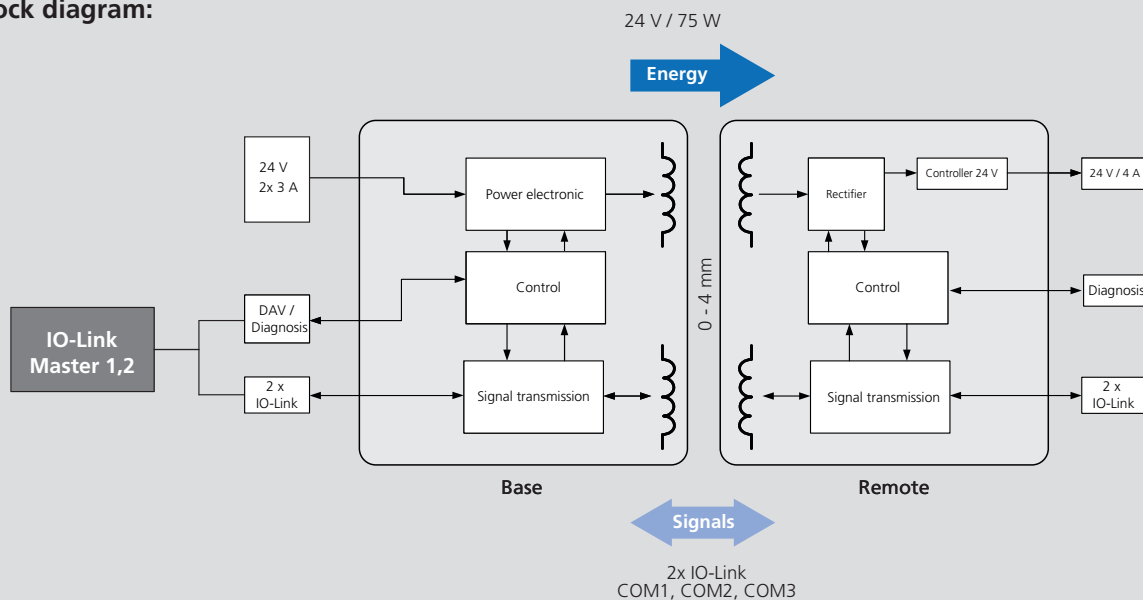 ock diagram:
24 V / 75 W
Energy
24 V
2x 3 A
Power electronic
Rectifier
Controller 24 V
24 V / 4 A
DAV /
Diagnosis
Control
0 - 4 mm
Control
Diagnosis
IO-Link
Master 1,2
2 x
IO-Link
Signal transmission
Signal transmission
2 x
IO-Link
Base
Remote
Signals
2x IO-Link
COM1, COM2, COM3